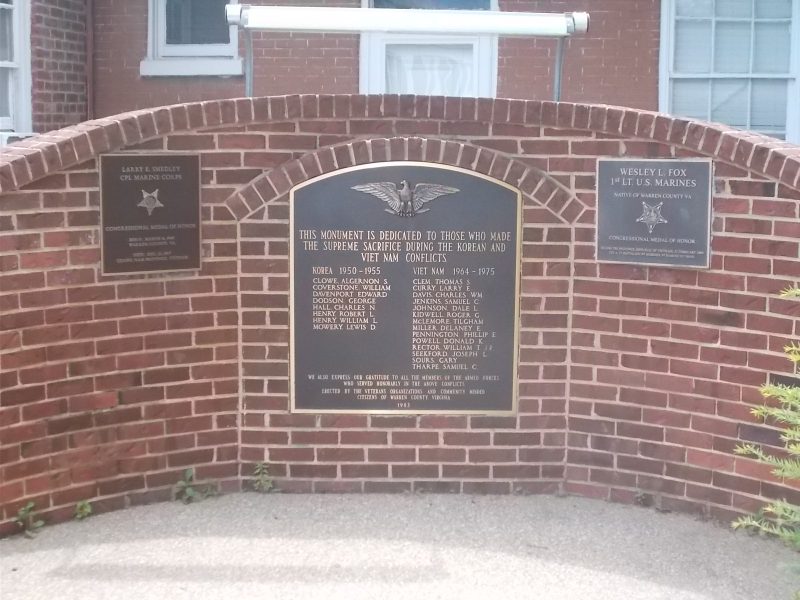 LARRY E. SMEDLEY
CPL MARINE CORPS
CONGRESSIONAL MEDAL OF HONOR
THIS MONUMENT IS DEDICATED TO THOSE WHO MADE
THE SUPREME SACRIFICE DURING THE KOREAN AND
VIET NAM CONFLICTS
KOREA 1950-1955
CLOWE, ALGERNON S.
COVERSTONE, WILLIAM
DAVENPORT, EDWARD
DODSON, GEORGE
HALL, CHARLES N.
HENRY, ROBERT L.
HENRY, WILLIAM L.
MOWERY, LEWIS D.
VIET NAM 1964-1975
CLEM, THOMAS S.
CURRY, LARRY E.
DAVIS, CHARLES WM
JENKINS, SAMUEL C.
JOHNSON, DALE L.
KIDWELL, ROGER G.
McLEMORE, TILGHAM
MILLER, DELANEY E.
PENNINGTON, PHILLIP E.
POWELL, DONALD K.
RECTOR, WILLIAM T. JR
SEEKFORD, JOSEPH L.
SOURS, GARY
THARPE, SAMUEL C.
WE ALSO EXPRESS OUR GRATITUDE TO ALL THE MEMBERS OF THE ARMED FORCES
WHO SERVED HONORABLY IN THE ABOVE CONFLICTS
ERECTED BY THE VETERANS ORGANIZATIONS AND COMMUNITY MINDED
CITIZENS OF WARREN COUNTY VIRGINIA
1983
WESLEY L. FOX
1ST LT. U.S. MARINES
NATIVE OF WARREN COUNTY VA
CONGRESSIONAL MEDAL OF HONOR